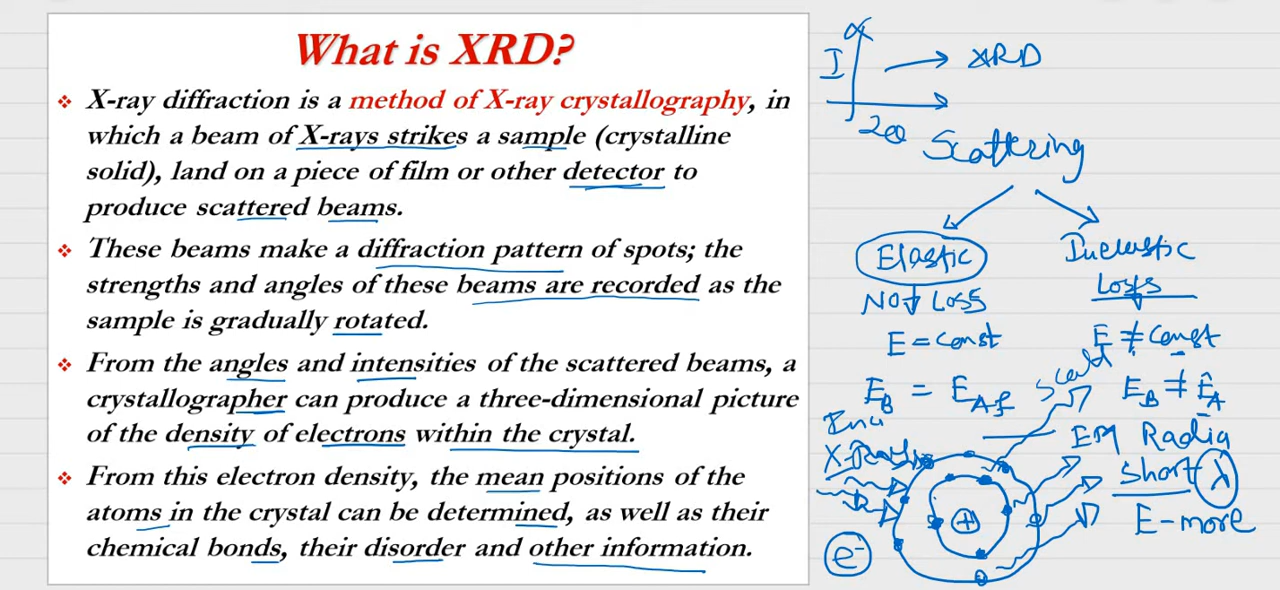 What is XRD?
❖ X-ray diffraction is a method of X-ray crystallography, in
which a beam of X-rays strikes a sample (crystalline
solid), land on a piece of film or other detector to
produce scattered beams.
❖ These beams make a diffraction pattern of spots; the
strengths and angles of these beams are recorded as the
sample is gradually rotated.
❖ From the angles and intensities of the scattered beams, a
crystallographer can produce a three-dimensional picture
of the density of electrons within the crystal.
❖ From this electron density, the mean positions of the
atoms in the crystal can be determined, as well as their
chemical bonds, their disorder and other information.
I
XRD
Scattering
Elastic
Inelastic
No Loss
Loss
E = const
E ≠ const
E_B = E_Af
E_B ≠ E_A
X-Rays
EM Radia
Short λ
E-more
+
e⁻